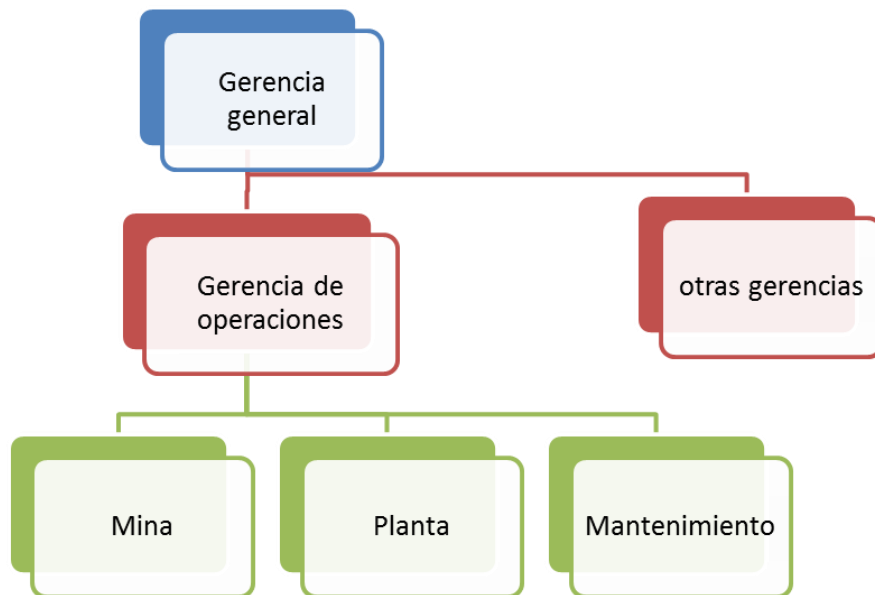 Gerencia
general
Gerencia de
operaciones
otras gerencias
Mina
Planta
Mantenimiento